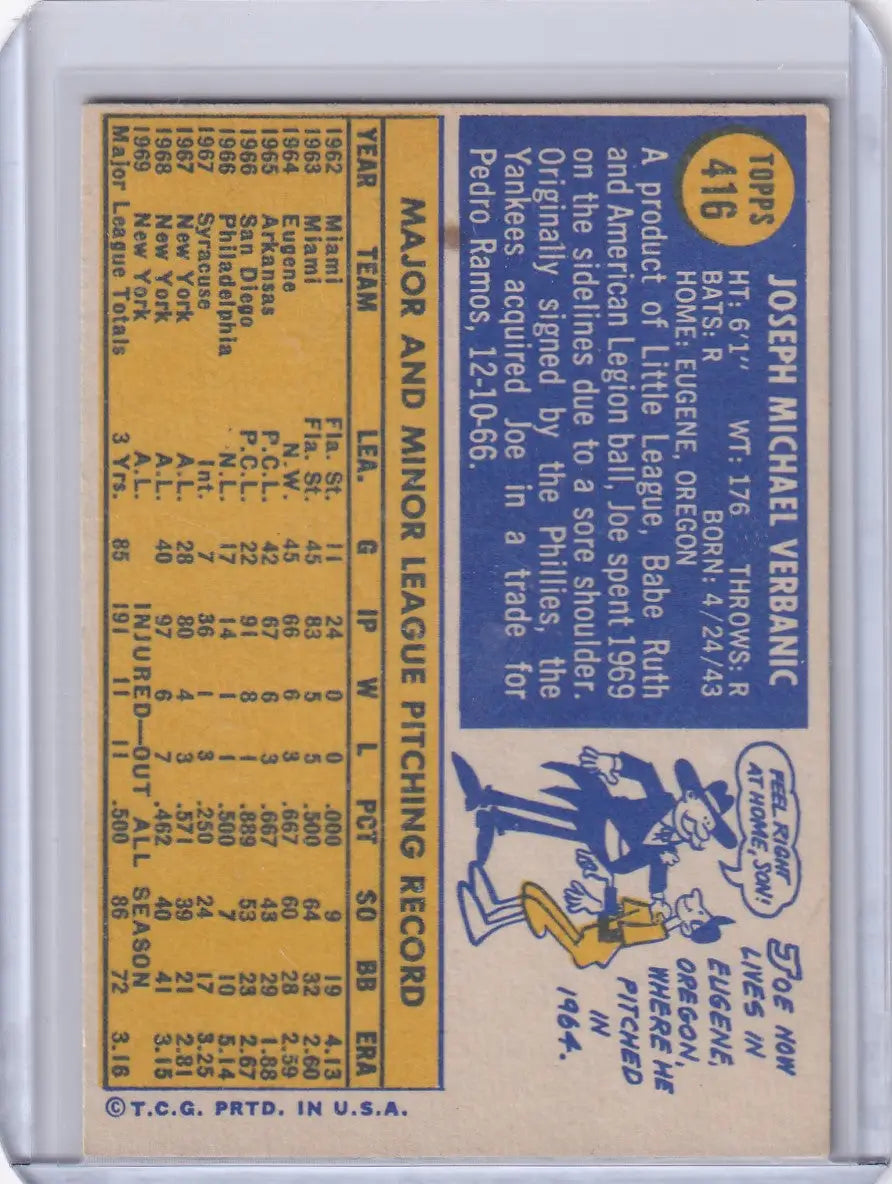 TOPPS
416
JOSEPH MICHAEL VERBANIC
HT: 6'1" WT: 176 THROWS: R
BATS: R BORN: 4/24/43
HOME: EUGENE, OREGON
A product of Little League, Babe Ruth
and American Legion ball, Joe spent 1969
on the sidelines due to a sore shoulder.
Originally signed by the Phillies, the
Yankees acquired Joe in a trade for
Pedro Ramos, 12-10-66.
FEEL RIGHT
AT HOME, SON!
JOE NOW
LIVES IN
EUGENE,
OREGON,
WHERE HE
PITCHED
IN
1964.
MAJOR AND MINOR LEAGUE PITCHING RECORD
YEAR TEAM LEA. G IP W L PCT SO BB ERA
1962 Miami Fla. St. 11 24 0 0 .000 9 19 4.13
1963 Miami Fla. St. 45 83 5 5 .500 64 32 2.60
1964 Eugene N.W. 45 66 6 3 .667 60 28 2.59
1965 Arkansas P.C.L. 42 67 6 3 .667 43 29 1.88
1966 San Diego P.C.L. 22 91 8 1 .889 53 23 2.67
1966 Philadelphia N.L. 17 14 1 1 .500 7 10 5.14
1967 Syracuse Int. 7 36 1 3 .250 24 17 3.25
1967 New York A.L. 28 80 4 3 .571 39 21 2.81
1968 New York A.L. 40 97 6 7 .462 40 41 3.15
1969 New York A.L. INJURED—OUT ALL SEASON
Major League Totals 3 Yrs. 85 191 11 11 .500 86 72 3.16
©T.C.G. PRTD. IN U.S.A.